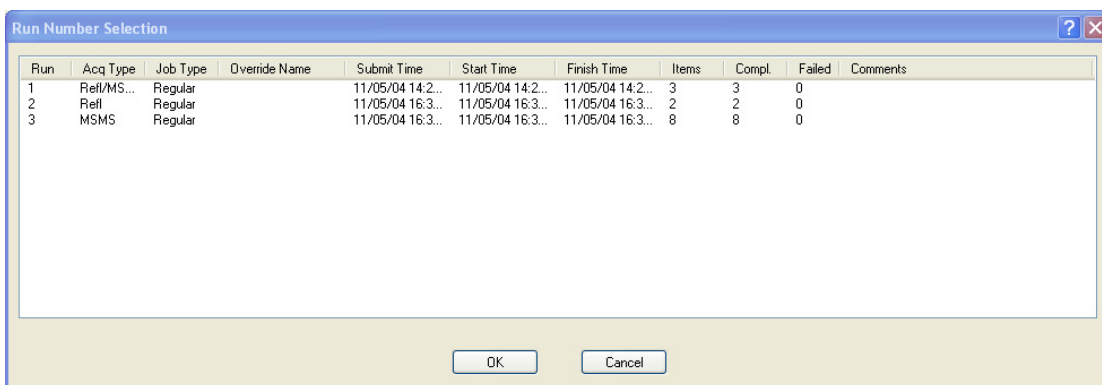 Run Number Selection
Run Acq Type Job Type Override Name Submit Time Start Time Finish Time Items Compl. Failed Comments
1 Refl/MS... Regular 11/05/04 14:2... 11/05/04 14:2... 11/05/04 14:2... 3 3 0
2 Refl Regular 11/05/04 16:3... 11/05/04 16:3... 11/05/04 16:3... 2 2 0
3 MSMS Regular 11/05/04 16:3... 11/05/04 16:3... 11/05/04 16:3... 8 8 0
OK Cancel